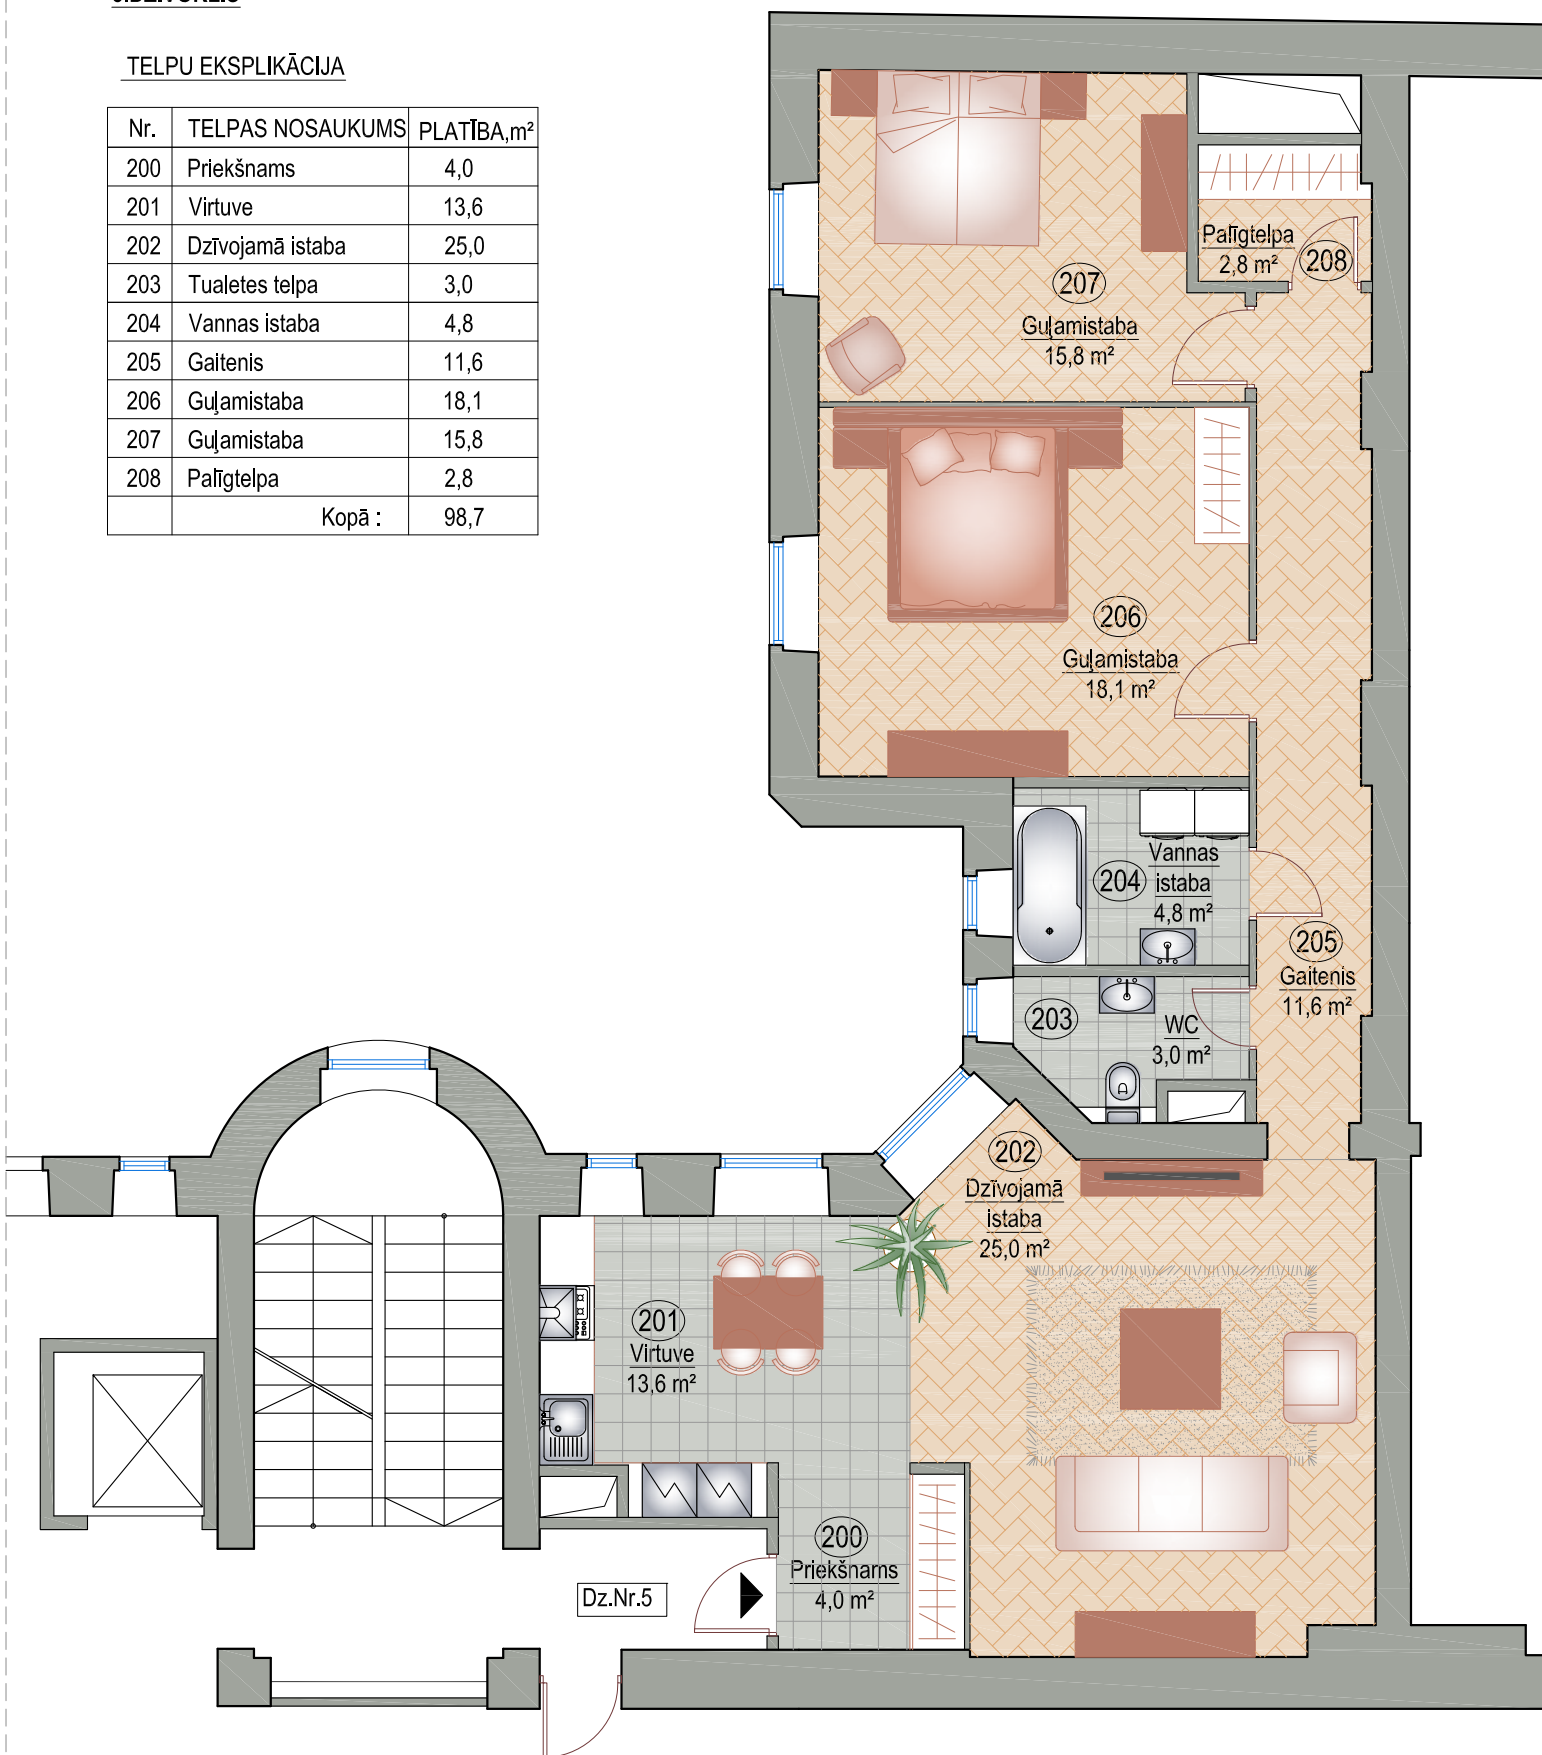 TELPU EKSPLIKĀCIJA
Nr. TELPAS NOSAUKUMS PLATĪBA,m²
200 Priekšnams 4,0
201 Virtuve 13,6
202 Dzīvojamā istaba 25,0
203 Tualetes telpa 3,0
204 Vannas istaba 4,8
205 Gaitenis 11,6
206 Guļamistaba 18,1
207 Guļamistaba 15,8
208 Palīgtelpa 2,8
Kopā : 98,7
Palīgtelpa
2,8 m²
208
207
Guļamistaba
15,8 m²
206
Guļamistaba
18,1 m²
204
Vannas
istaba
4,8 m²
205
Gaitenis
11,6 m²
203
WC
3,0 m²
202
Dzīvojamā
istaba
25,0 m²
201
Virtuve
13,6 m²
200
Priekšnams
4,0 m²
Dz.Nr.5